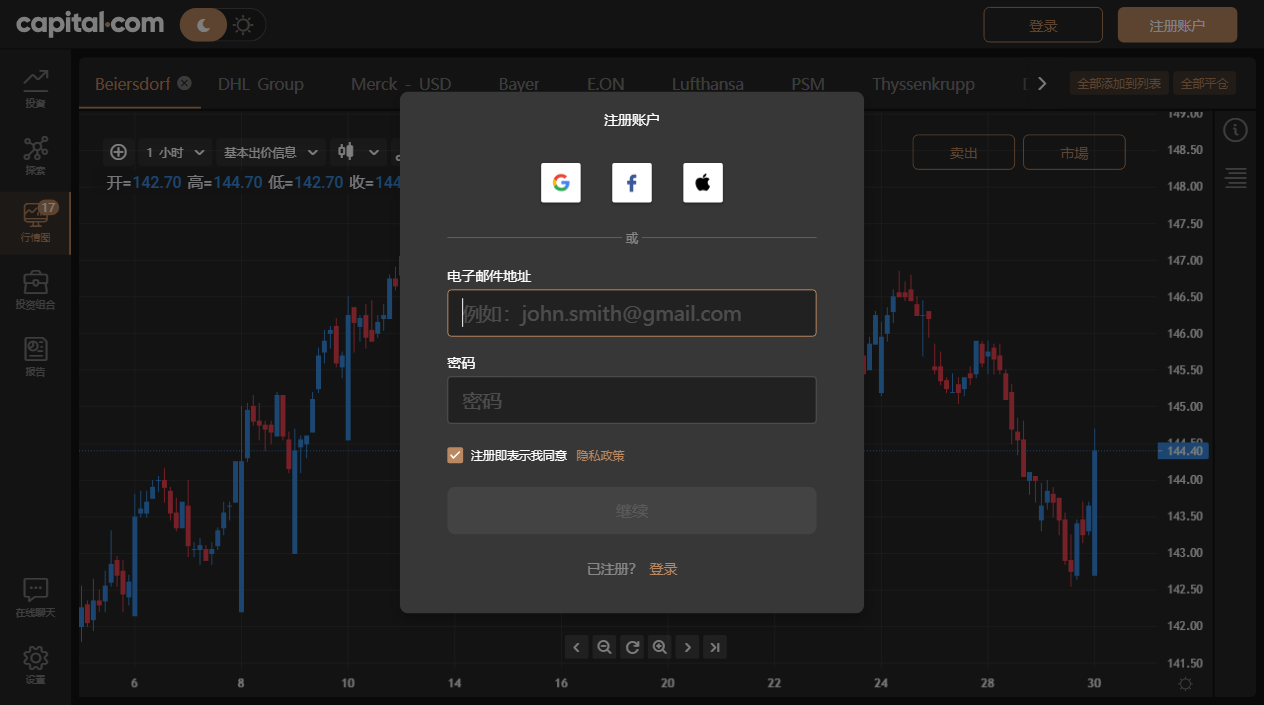 capital.com
登录
注册账户
投资
探索
17
行情图
投资组合
报告
在线聊天
设置
Beiersdorf
DHL Group
Merck - USD
Bayer
E.ON
Lufthansa
PSM
Thyssenkrupp
全部添加到列表
全部平仓
1 小时
基本出价信息
开=142.70 高=144.70 低=142.70 收=144
卖出
市場
注册账户
或
电子邮件地址
例如：john.smith@gmail.com
密码
密码
注册即表示我同意 隐私政策
继续
已注册？ 登录
149.00
148.50
148.00
147.50
147.00
146.50
146.00
145.50
145.00
144.50
144.40
144.00
143.50
143.00
142.50
142.00
141.50
6 8 10 12 14 16 18 20 22 24 28 30